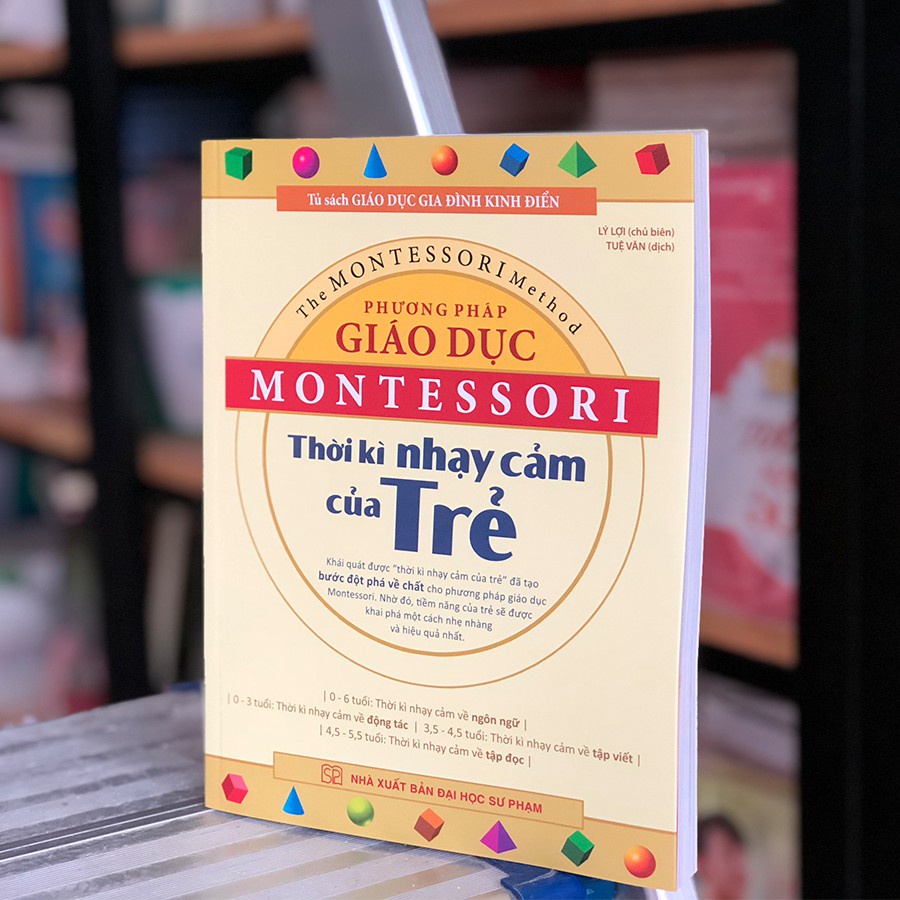 Tủ sách GIÁO DỤC GIA ĐÌNH KINH ĐIỂN
LÝ LỢI (chủ biên)
TUỆ VĂN (dịch)
The MONTESSORI Method
PHƯƠNG PHÁP
GIÁO DỤC
MONTESSORI
Thời kì nhạy cảm
của Trẻ
Khái quát được "thời kì nhạy cảm của trẻ" đã tạo
bước đột phá về chất cho phương pháp giáo dục
Montessori. Nhờ đó, tiềm năng của trẻ sẽ được
khai phá một cách nhẹ nhàng
và hiệu quả nhất.
| 0 - 6 tuổi: Thời kì nhạy cảm về ngôn ngữ |
| 0 - 3 tuổi: Thời kì nhạy cảm về động tác | 3,5 - 4,5 tuổi: Thời kì nhạy cảm về tập viết |
| 4,5 - 5,5 tuổi: Thời kì nhạy cảm về tập đọc |
SP NHÀ XUẤT BẢN ĐẠI HỌC SƯ PHẠM